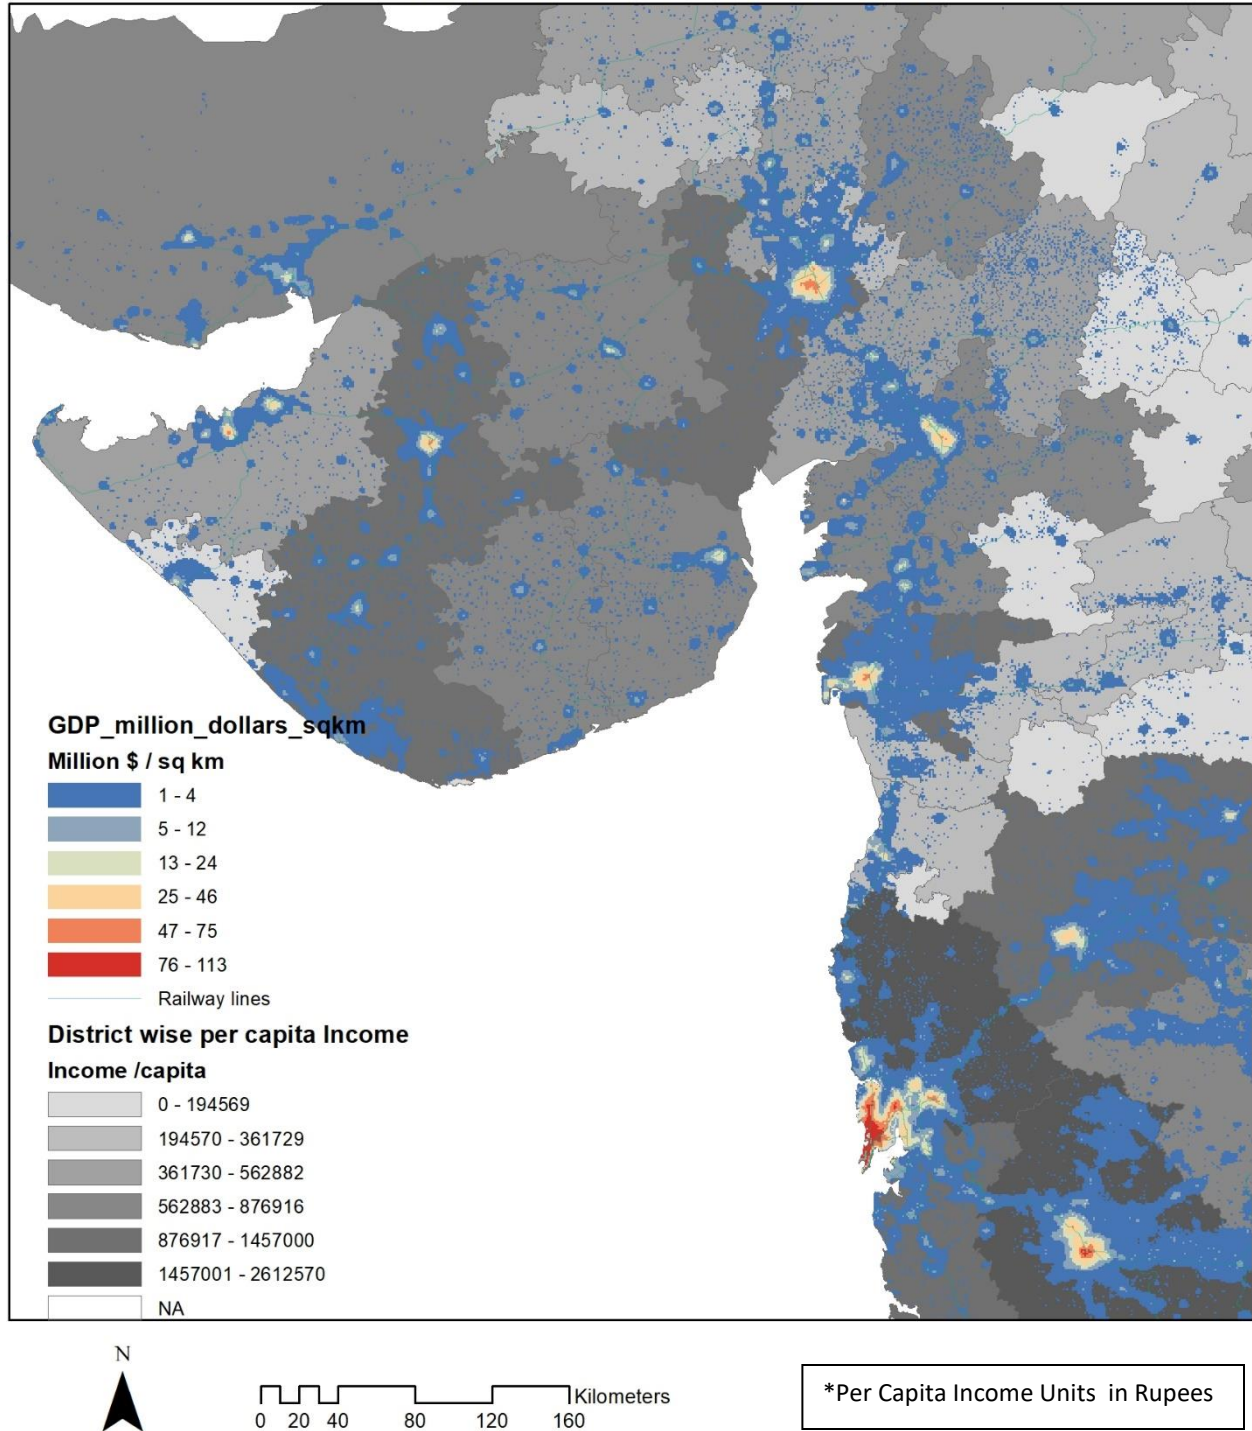 GDP_million_dollars_sqkm
Million $ / sq km
1 - 4
5 - 12
13 - 24
25 - 46
47 - 75
76 - 113
Railway lines
District wise per capita Income
Income /capita
0 - 194569
194570 - 361729
361730 - 562882
562883 - 876916
876917 - 1457000
1457001 - 2612570
NA
N
Kilometers
0 20 40 80 120 160
*Per Capita Income Units in Rupees